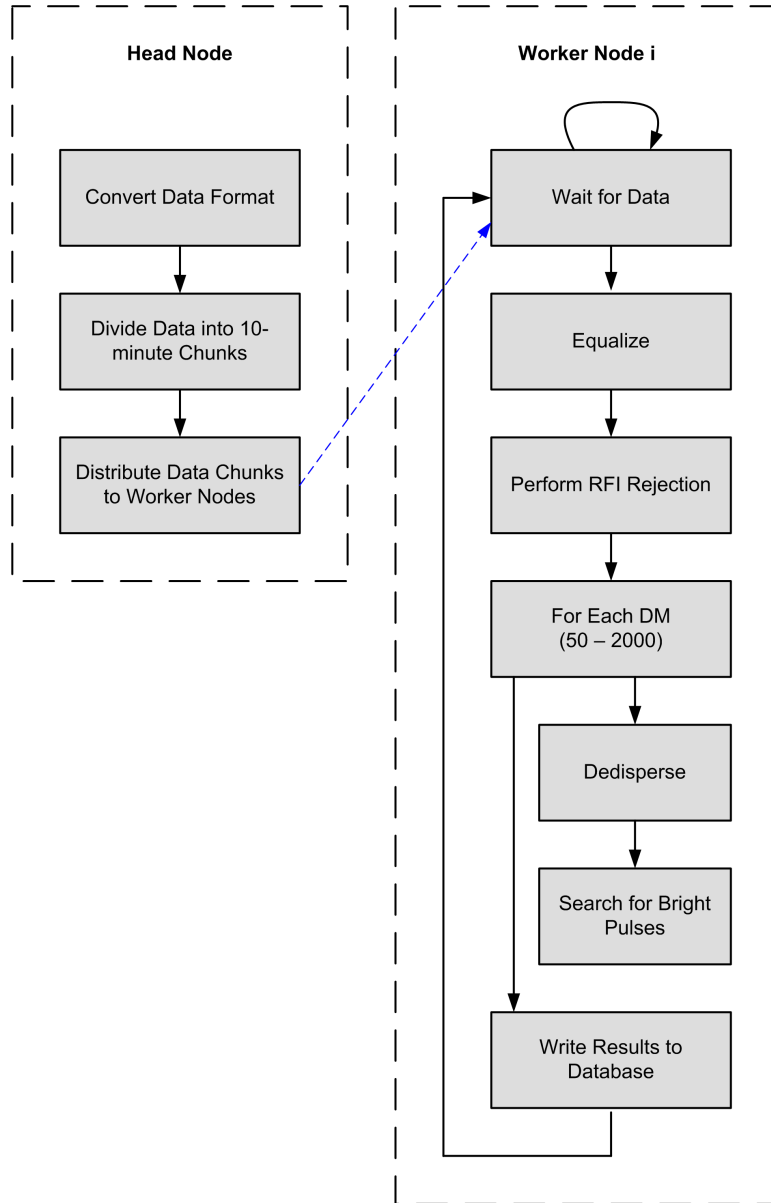 Head Node
Convert Data Format
Divide Data into 10-
minute Chunks
Distribute Data Chunks
to Worker Nodes
Worker Node i
Wait for Data
Equalize
Perform RFI Rejection
For Each DM
(50 – 2000)
Dedisperse
Search for Bright
Pulses
Write Results to
Database